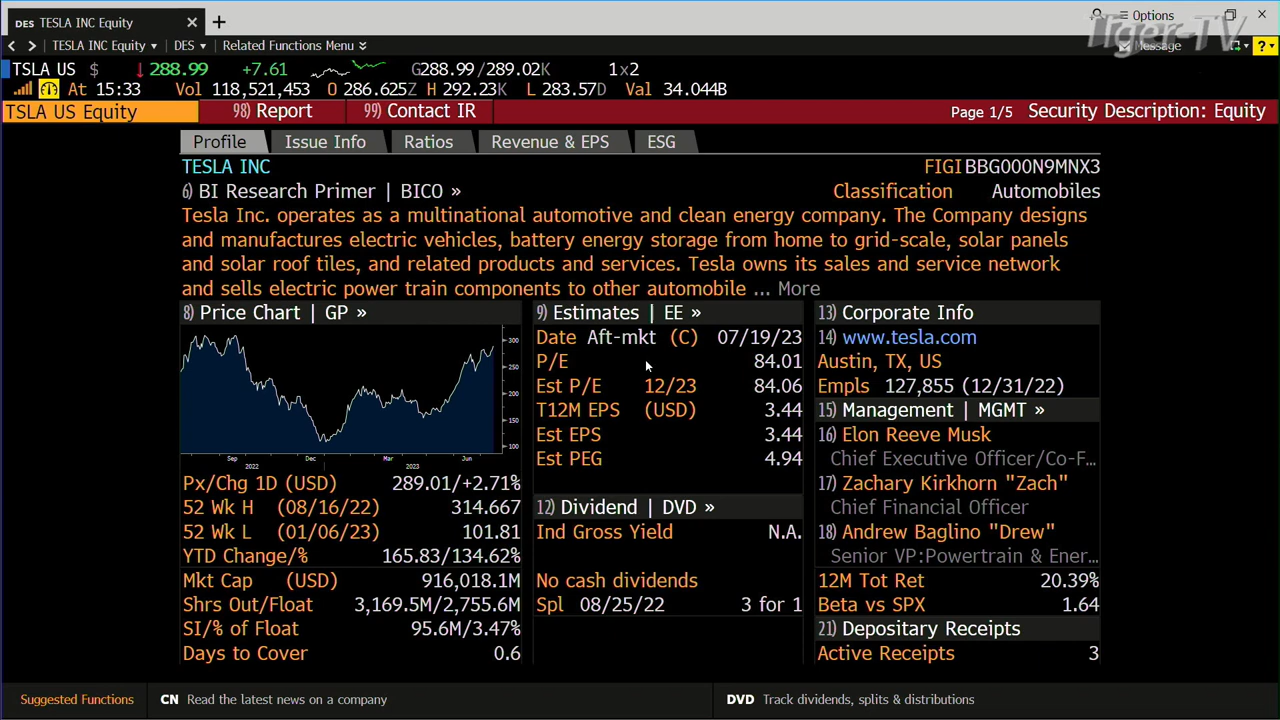 DES TESLA INC Equity
Options
Tiger-TV
TESLA INC Equity DES Related Functions Menu Message ?
TSLA US $ ↓288.99 +7.61 G288.99/289.02K 1x2
At 15:33 Vol 118,521,453 O 286.625Z H 292.23K L 283.57D Val 34.044B
TSLA US Equity 98) Report 99) Contact IR Page 1/5 Security Description: Equity
Profile Issue Info Ratios Revenue & EPS ESG
TESLA INC FIGI BBG000N9MNX3
6) BI Research Primer | BICO » Classification Automobiles
Tesla Inc. operates as a multinational automotive and clean energy company. The Company designs
and manufactures electric vehicles, battery energy storage from home to grid-scale, solar panels
and solar roof tiles, and related products and services. Tesla owns its sales and service network
and sells electric power train components to other automobile ... More
8) Price Chart | GP »
300
250
200
150
100
Sep Dec Mar Jun
2022 2023
Px/Chg 1D (USD) 289.01/+2.71%
52 Wk H (08/16/22) 314.667
52 Wk L (01/06/23) 101.81
YTD Change/% 165.83/134.62%
Mkt Cap (USD) 916,018.1M
Shrs Out/Float 3,169.5M/2,755.6M
SI/% of Float 95.6M/3.47%
Days to Cover 0.6
9) Estimates | EE »
Date Aft-mkt (C) 07/19/23
P/E 84.01
Est P/E 12/23 84.06
T12M EPS (USD) 3.44
Est EPS 3.44
Est PEG 4.94
12) Dividend | DVD »
Ind Gross Yield N.A.
No cash dividends
Spl 08/25/22 3 for 1
13) Corporate Info
14) www.tesla.com
Austin, TX, US
Empls 127,855 (12/31/22)
15) Management | MGMT »
16) Elon Reeve Musk
Chief Executive Officer/Co-F...
17) Zachary Kirkhorn "Zach"
Chief Financial Officer
18) Andrew Baglino "Drew"
Senior VP:Powertrain & Ener...
12M Tot Ret 20.39%
Beta vs SPX 1.64
21) Depositary Receipts
Active Receipts 3
Suggested Functions CN Read the latest news on a company DVD Track dividends, splits & distributions